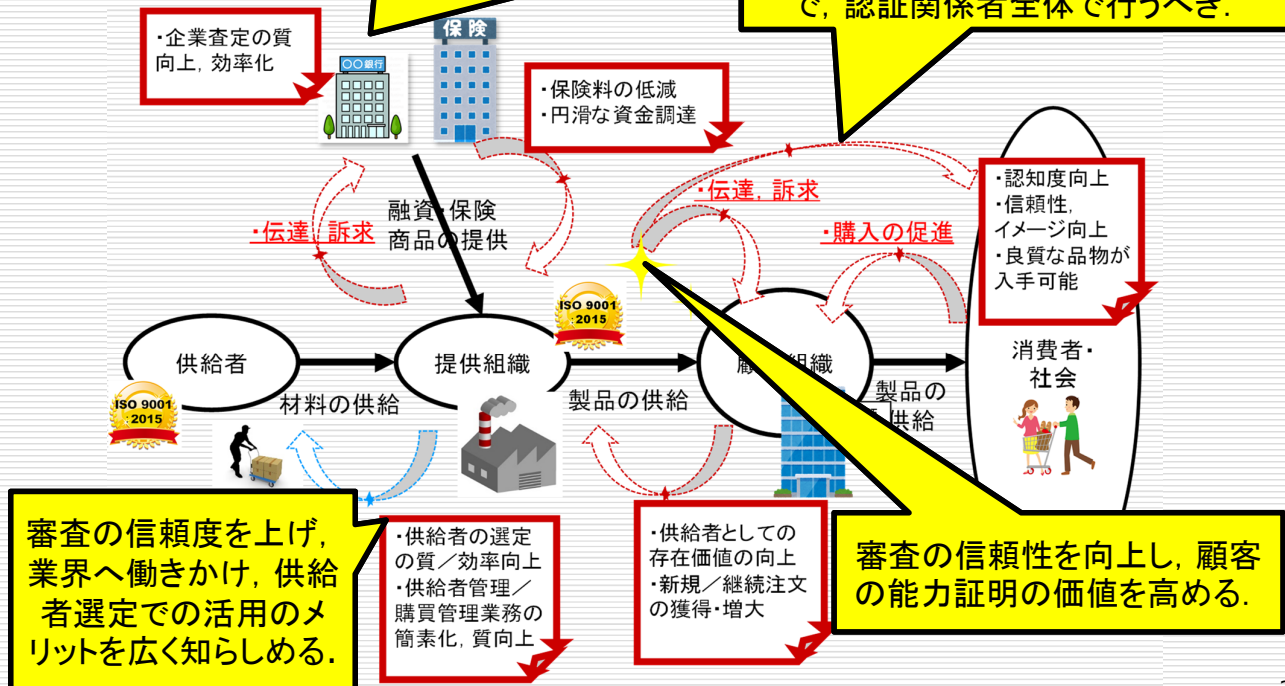 で，認証関係者全体で行うべき．
・企業査定の質
向上，効率化
〇〇銀行
保険
・保険料の低減
・円滑な資金調達
・伝達，訴求
融資・保険
商品の提供
・伝達，訴求
・購入の促進
・認知度向上
・信頼性，
イメージ向上
・良質な品物が
入手可能
ISO 9001
:2015
供給者
提供組織
組織
消費者・
社会
ISO 9001
:2015
材料の供給
製品の供給
製品の
供給
審査の信頼度を上げ，
業界へ働きかけ，供給
者選定での活用のメ
リットを広く知らしめる．
・供給者の選定
の質／効率向上
・供給者管理／
購買管理業務の
簡素化，質向上
・供給者としての
存在価値の向上
・新規／継続注文
の獲得・増大
審査の信頼性を向上し，顧客
の能力証明の価値を高める．